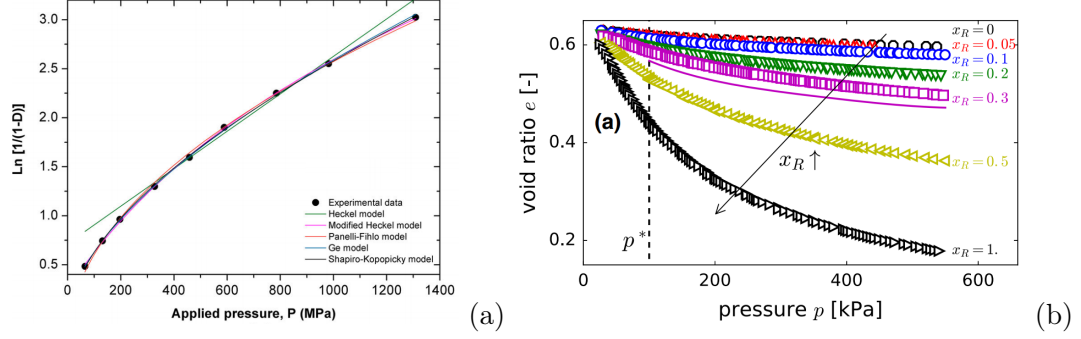 3.0
2.5
2.0
1.5
1.0
0.5
0 200 400 600 800 1000 1200 1400
Ln [1/(1-D)]
Applied pressure, P (MPa)
Experimental data
Heckel model
Modified Heckel model
Panelli-Fihlo model
Ge model
Shapiro-Kopopicky model
(a)
0.6
0.4
0.2
0 200 400 600
void ratio e [-]
pressure p [kPa]
(a)
p*
x_R ↑
x_R = 0
x_R = 0.05
x_R = 0.1
x_R = 0.2
x_R = 0.3
x_R = 0.5
x_R = 1.
(b)